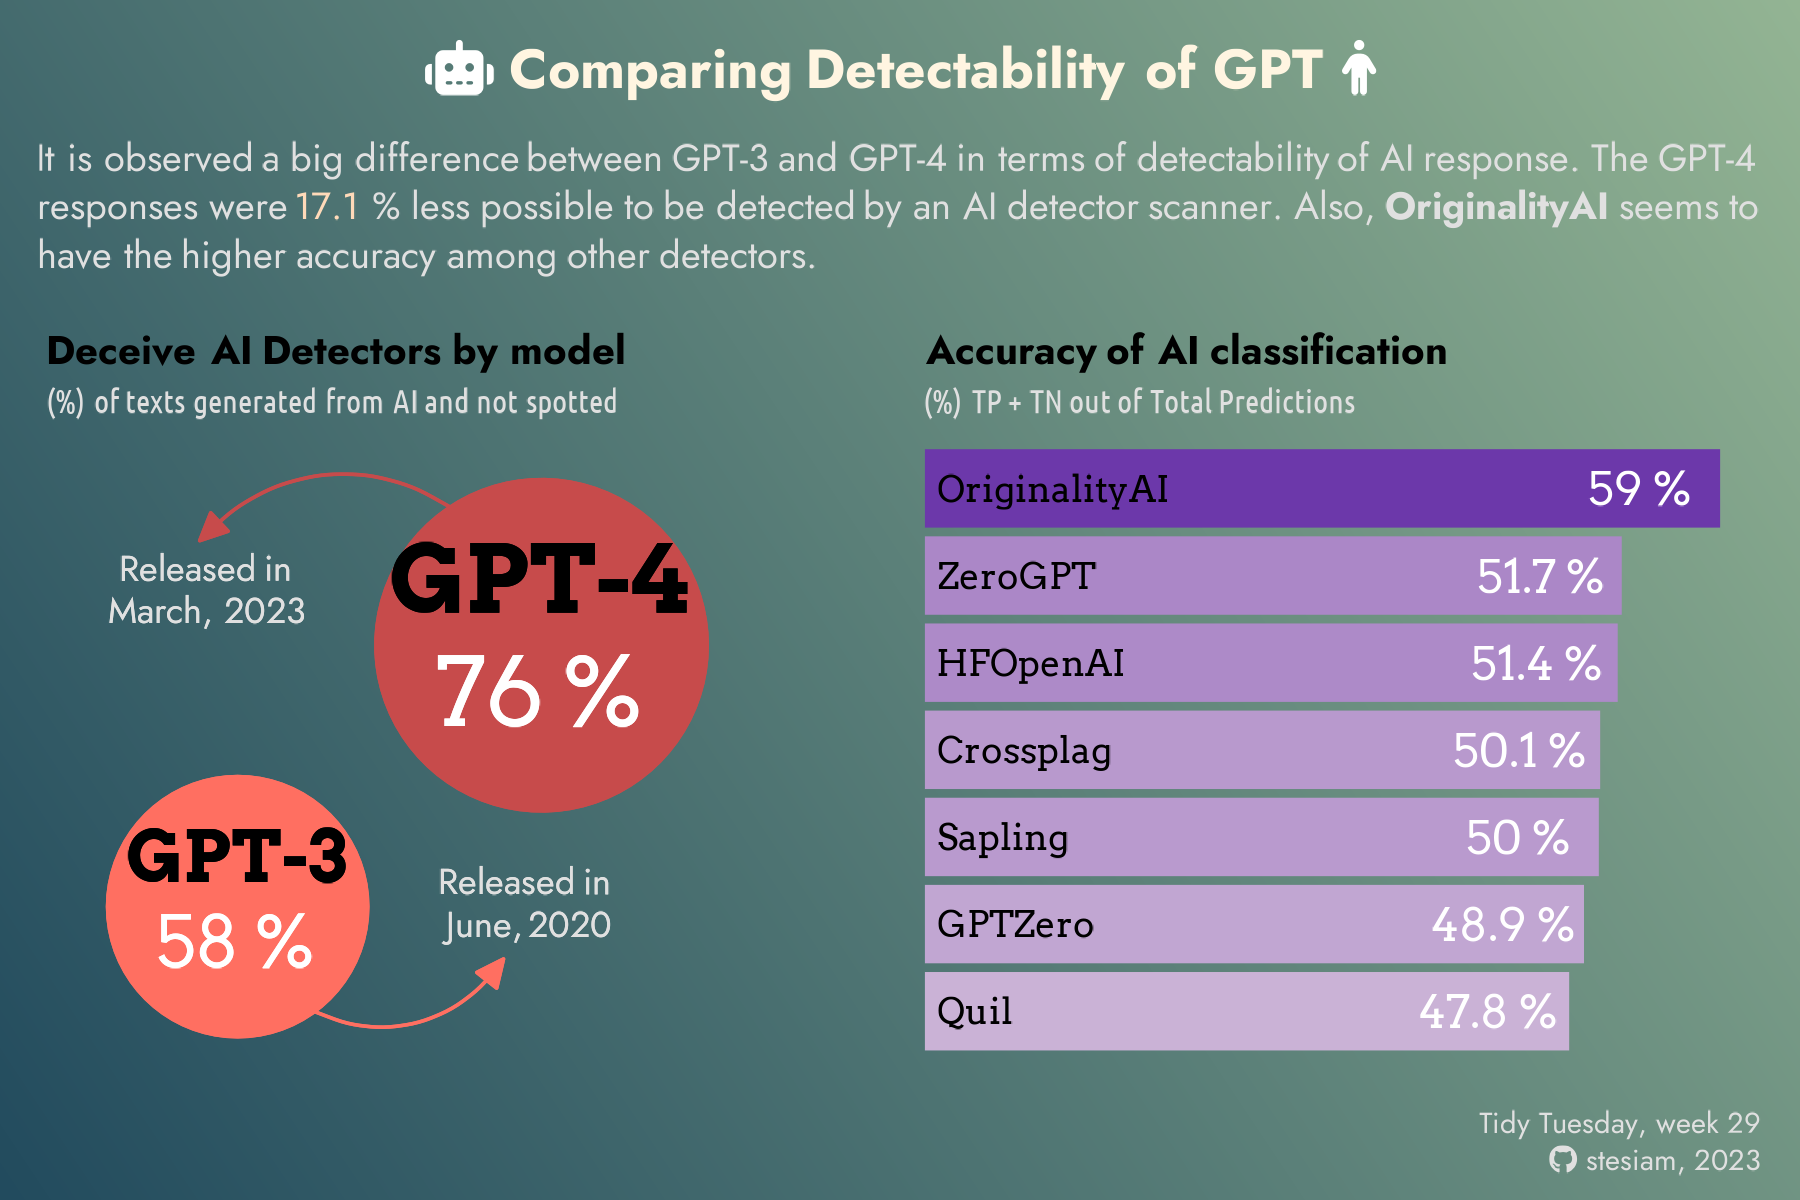 Comparing Detectability of GPT
It is observed a big difference between GPT-3 and GPT-4 in terms of detectability of AI response. The GPT-4
responses were 17.1 % less possible to be detected by an AI detector scanner. Also, OriginalityAI seems to
have the higher accuracy among other detectors.
Deceive AI Detectors by model
(%) of texts generated from AI and not spotted
Released in
March, 2023
GPT-4
76 %
GPT-3
58 %
Released in
June, 2020
Accuracy of AI classification
(%) TP + TN out of Total Predictions
OriginalityAI 59 %
ZeroGPT 51.7 %
HFOpenAI 51.4 %
Crossplag 50.1 %
Sapling 50 %
GPTZero 48.9 %
Quil 47.8 %
Tidy Tuesday, week 29
stesiam, 2023